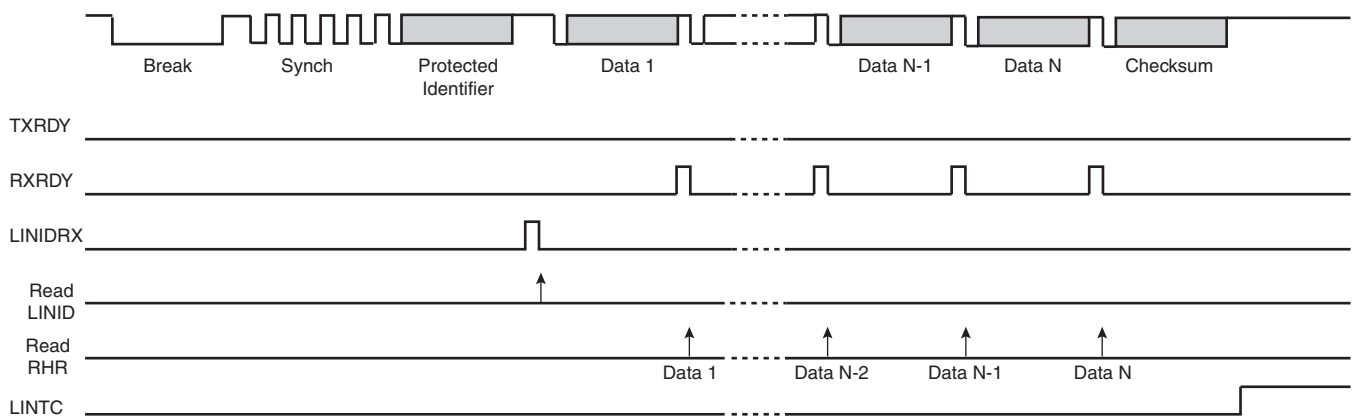 Break
Synch
Protected
Identifier
Data 1
Data N-1
Data N
Checksum
TXRDY
RXRDY
LINIDRX
Read
LINID
Read
RHR
Data 1
Data N-2
Data N-1
Data N
LINTC